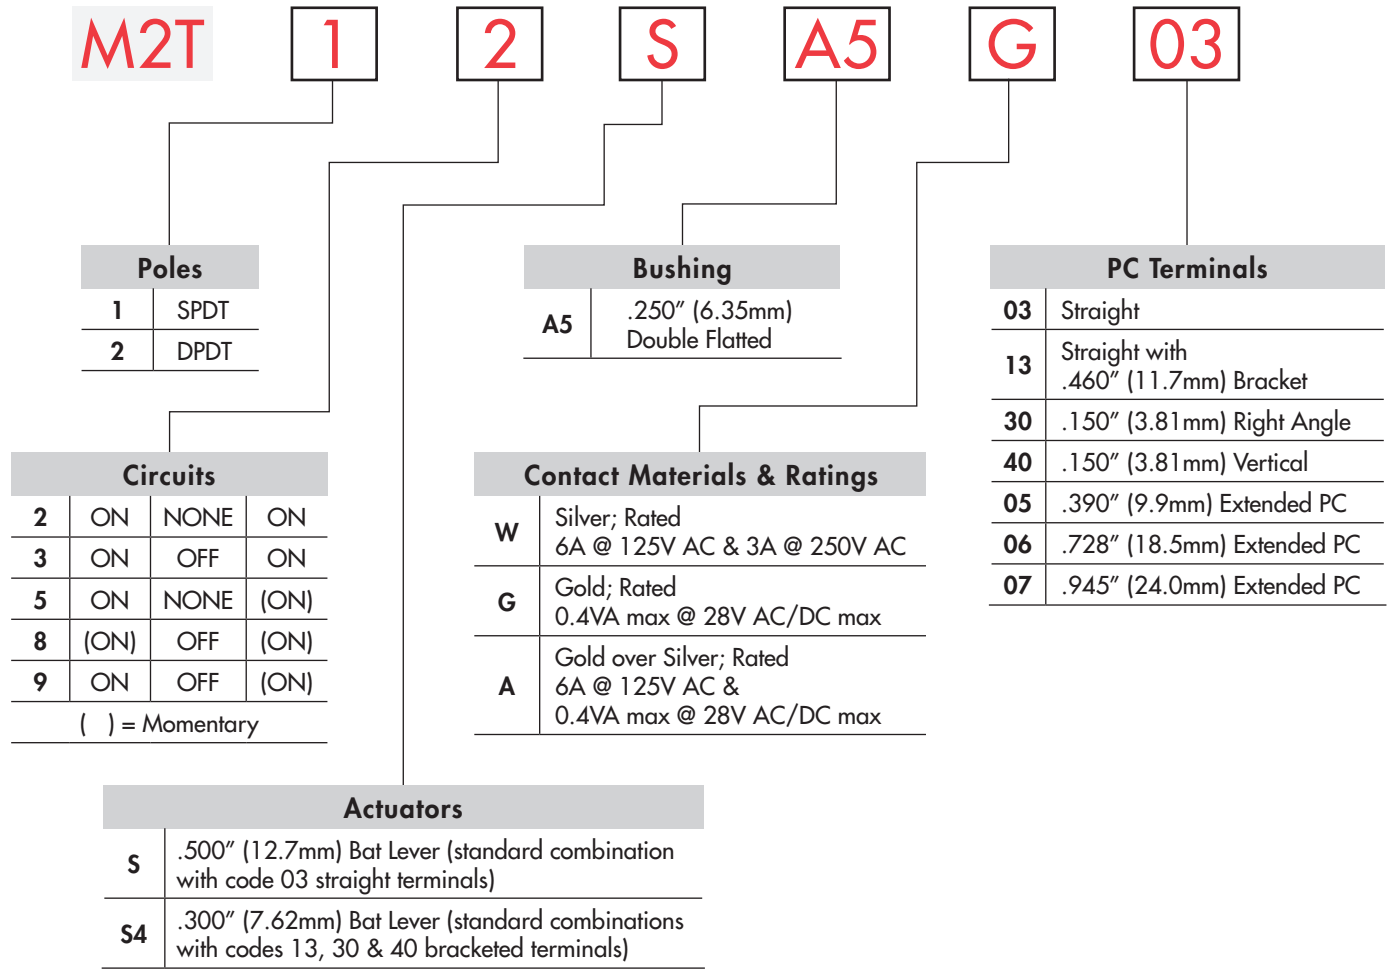 M2T 1 2 S A5 G 03
Poles
1 SPDT
2 DPDT
Circuits
2 ON NONE ON
3 ON OFF ON
5 ON NONE (ON)
8 (ON) OFF (ON)
9 ON OFF (ON)
( ) = Momentary
Actuators
S .500″ (12.7mm) Bat Lever (standard combination
with code 03 straight terminals)
S4 .300″ (7.62mm) Bat Lever (standard combinations
with codes 13, 30 & 40 bracketed terminals)
Bushing
A5 .250″ (6.35mm)
Double Flatted
Contact Materials & Ratings
W Silver; Rated
6A @ 125V AC & 3A @ 250V AC
G Gold; Rated
0.4VA max @ 28V AC/DC max
A Gold over Silver; Rated
6A @ 125V AC &
0.4VA max @ 28V AC/DC max
PC Terminals
03 Straight
13 Straight with
.460″ (11.7mm) Bracket
30 .150″ (3.81mm) Right Angle
40 .150″ (3.81mm) Vertical
05 .390″ (9.9mm) Extended PC
06 .728″ (18.5mm) Extended PC
07 .945″ (24.0mm) Extended PC